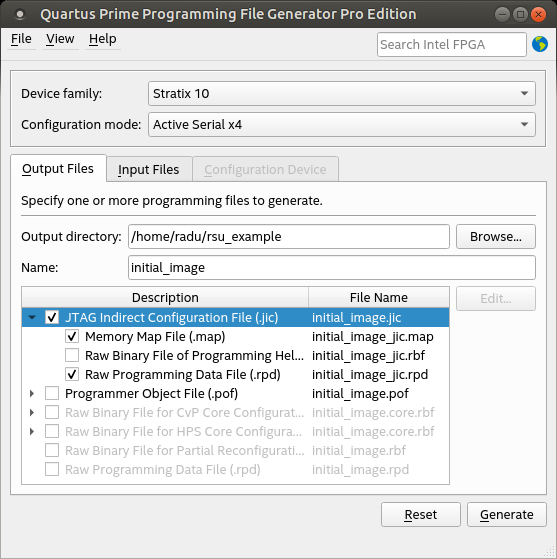 Quartus Prime Programming File Generator Pro Edition
File View Help Search Intel FPGA
Device family: Stratix 10
Configuration mode: Active Serial x4
Output Files Input Files Configuration Device
Specify one or more programming files to generate.
Output directory: /home/radu/rsu_example Browse...
Name: initial_image
Description File Name Edit...
JTAG Indirect Configuration File (.jic) initial_image.jic
Memory Map File (.map) initial_image_jic.map
Raw Binary File of Programming Hel... initial_image_jic.rbf
Raw Programming Data File (.rpd) initial_image_jic.rpd
Programmer Object File (.pof) initial_image.pof
Raw Binary File for CvP Core Configurat... initial_image.core.rbf
Raw Binary File for HPS Core Configura... initial_image.core.rbf
Raw Binary File for Partial Reconfigurati... initial_image.rbf
Raw Programming Data File (.rpd) initial_image.rpd
Reset Generate